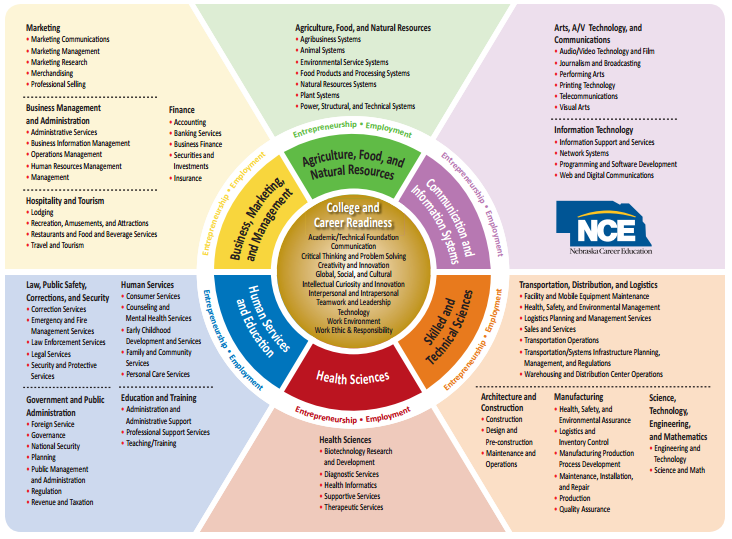 Marketing
• Marketing Communications
• Marketing Management
• Marketing Research
• Merchandising
• Professional Selling
Business Management
and Administration
• Administrative Services
• Business Information Management
• Operations Management
• Human Resources Management
• Management
Finance
• Accounting
• Banking Services
• Business Finance
• Securities and
Investments
• Insurance
Hospitality and Tourism
• Lodging
• Recreation, Amusements, and Attractions
• Restaurants and Food and Beverage Services
• Travel and Tourism
Agriculture, Food, and Natural Resources
• Agribusiness Systems
• Animal Systems
• Environmental Service Systems
• Food Products and Processing Systems
• Natural Resources Systems
• Plant Systems
• Power, Structural, and Technical Systems
Arts, A/V Technology, and
Communications
• Audio/Video Technology and Film
• Journalism and Broadcasting
• Performing Arts
• Printing Technology
• Telecommunications
• Visual Arts
Information Technology
• Information Support and Services
• Network Systems
• Programming and Software Development
• Web and Digital Communications
NCE
Nebraska Career Education
Entrepreneurship • Employment
Agriculture, Food, and
Natural Resources
Entrepreneurship • Employment
Communication and
Information Systems
Entrepreneurship • Employment
Skilled and
Technical Sciences
Entrepreneurship • Employment
Health Sciences
Entrepreneurship • Employment
Human Services
and Education
Entrepreneurship • Employment
Business, Marketing,
and Management
College and
Career Readiness
Academic/Technical Foundation
Communication
Critical Thinking and Problem Solving
Creativity and Innovation
Global, Social, and Cultural
Intellectual Curiosity and Innovation
Interpersonal and Intrapersonal
Teamwork and Leadership
Technology
Work Environment
Work Ethic & Responsibility
Law, Public Safety,
Corrections, and Security
• Correction Services
• Emergency and Fire
Management Services
• Law Enforcement Services
• Legal Services
• Security and Protective
Services
Human Services
• Consumer Services
• Counseling and
Mental Health Services
• Early Childhood
Development and Services
• Family and Community
Services
• Personal Care Services
Government and Public
Administration
• Foreign Service
• Governance
• National Security
• Planning
• Public Management
and Administration
• Regulation
• Revenue and Taxation
Education and Training
• Administration and
Administrative Support
• Professional Support Services
• Teaching/Training
Health Sciences
• Biotechnology Research
and Development
• Diagnostic Services
• Health Informatics
• Supportive Services
• Therapeutic Services
Transportation, Distribution, and Logistics
• Facility and Mobile Equipment Maintenance
• Health, Safety, and Environmental Management
• Logistics Planning and Management Services
• Sales and Services
• Transportation Operations
• Transportation/Systems Infrastructure Planning,
Management, and Regulations
• Warehousing and Distribution Center Operations
Architecture and
Construction
• Construction
• Design and
Pre-construction
• Maintenance and
Operations
Manufacturing
• Health, Safety, and
Environmental Assurance
• Logistics and
Inventory Control
• Manufacturing Production
Process Development
• Maintenance, Installation,
and Repair
• Production
• Quality Assurance
Science,
Technology,
Engineering,
and Mathematics
• Engineering and
Technology
• Science and Math